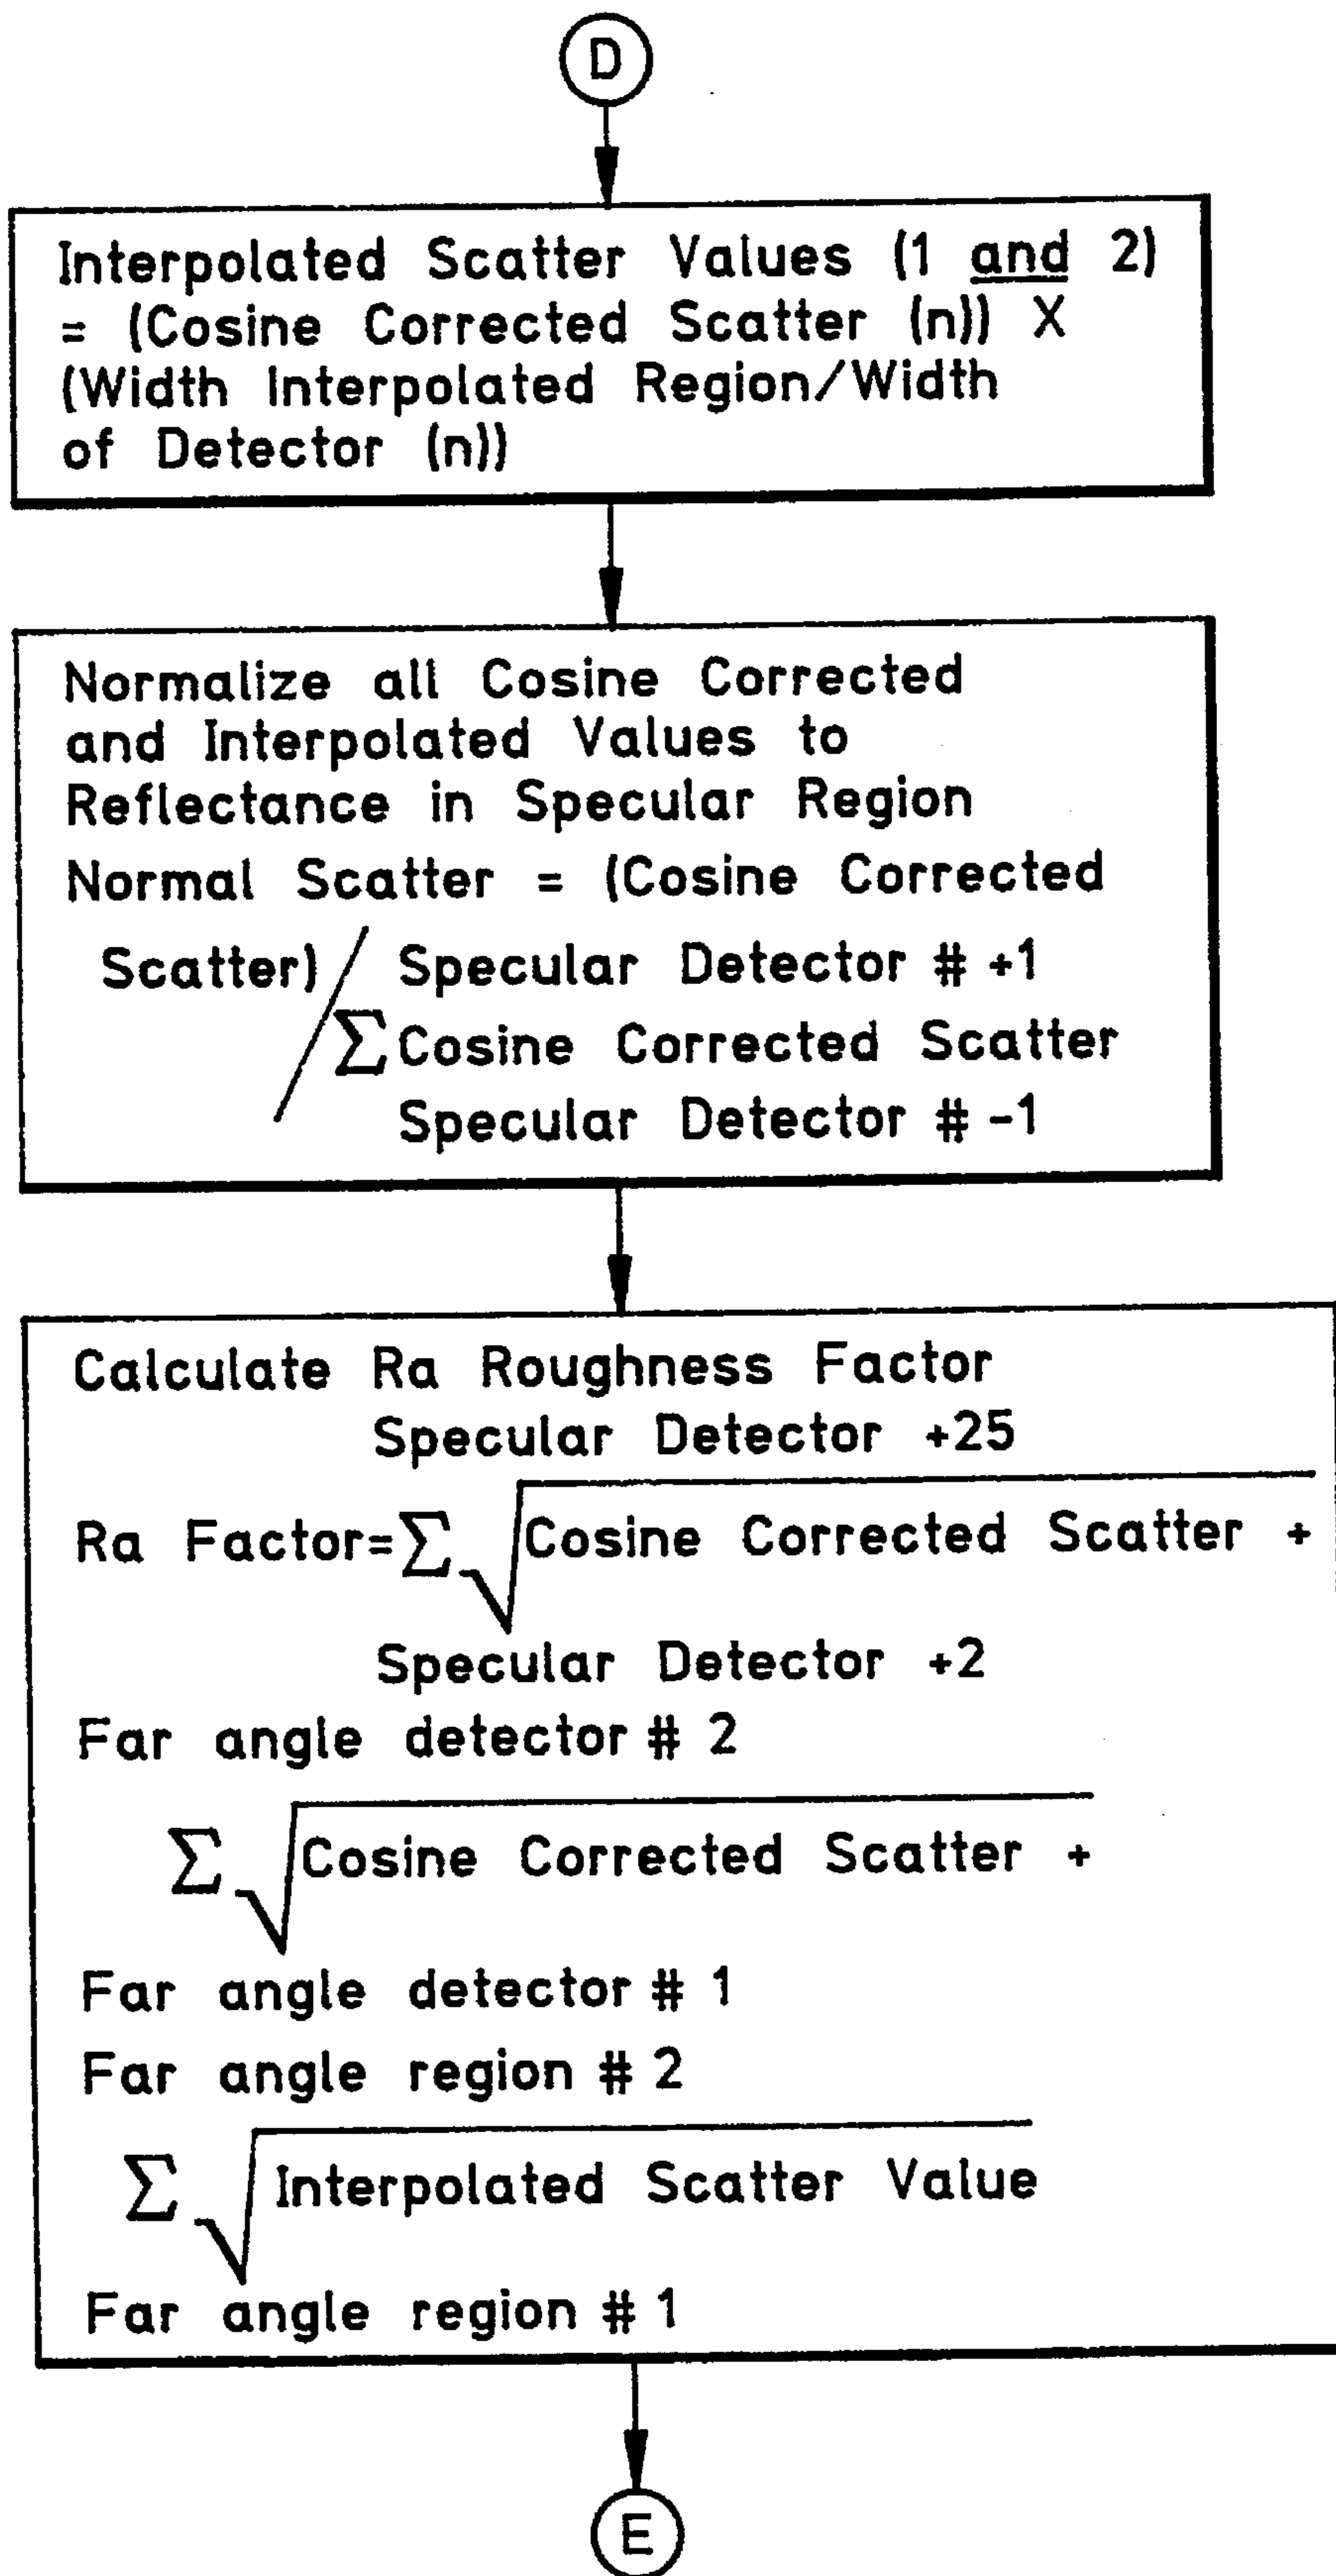 D
Interpolated Scatter Values (1 and 2)
= (Cosine Corrected Scatter (n)) X
(Width Interpolated Region/Width
of Detector (n))
Normalize all Cosine Corrected
and Interpolated Values to
Reflectance in Specular Region
Normal Scatter = (Cosine Corrected
Scatter) / Specular Detector # +1
Σ Cosine Corrected Scatter
Specular Detector # -1
Calculate Ra Roughness Factor
Specular Detector +25
Ra Factor=Σ √Cosine Corrected Scatter +
Specular Detector +2
Far angle detector # 2
Σ √Cosine Corrected Scatter +
Far angle detector # 1
Far angle region # 2
Σ √Interpolated Scatter Value
Far angle region # 1
E